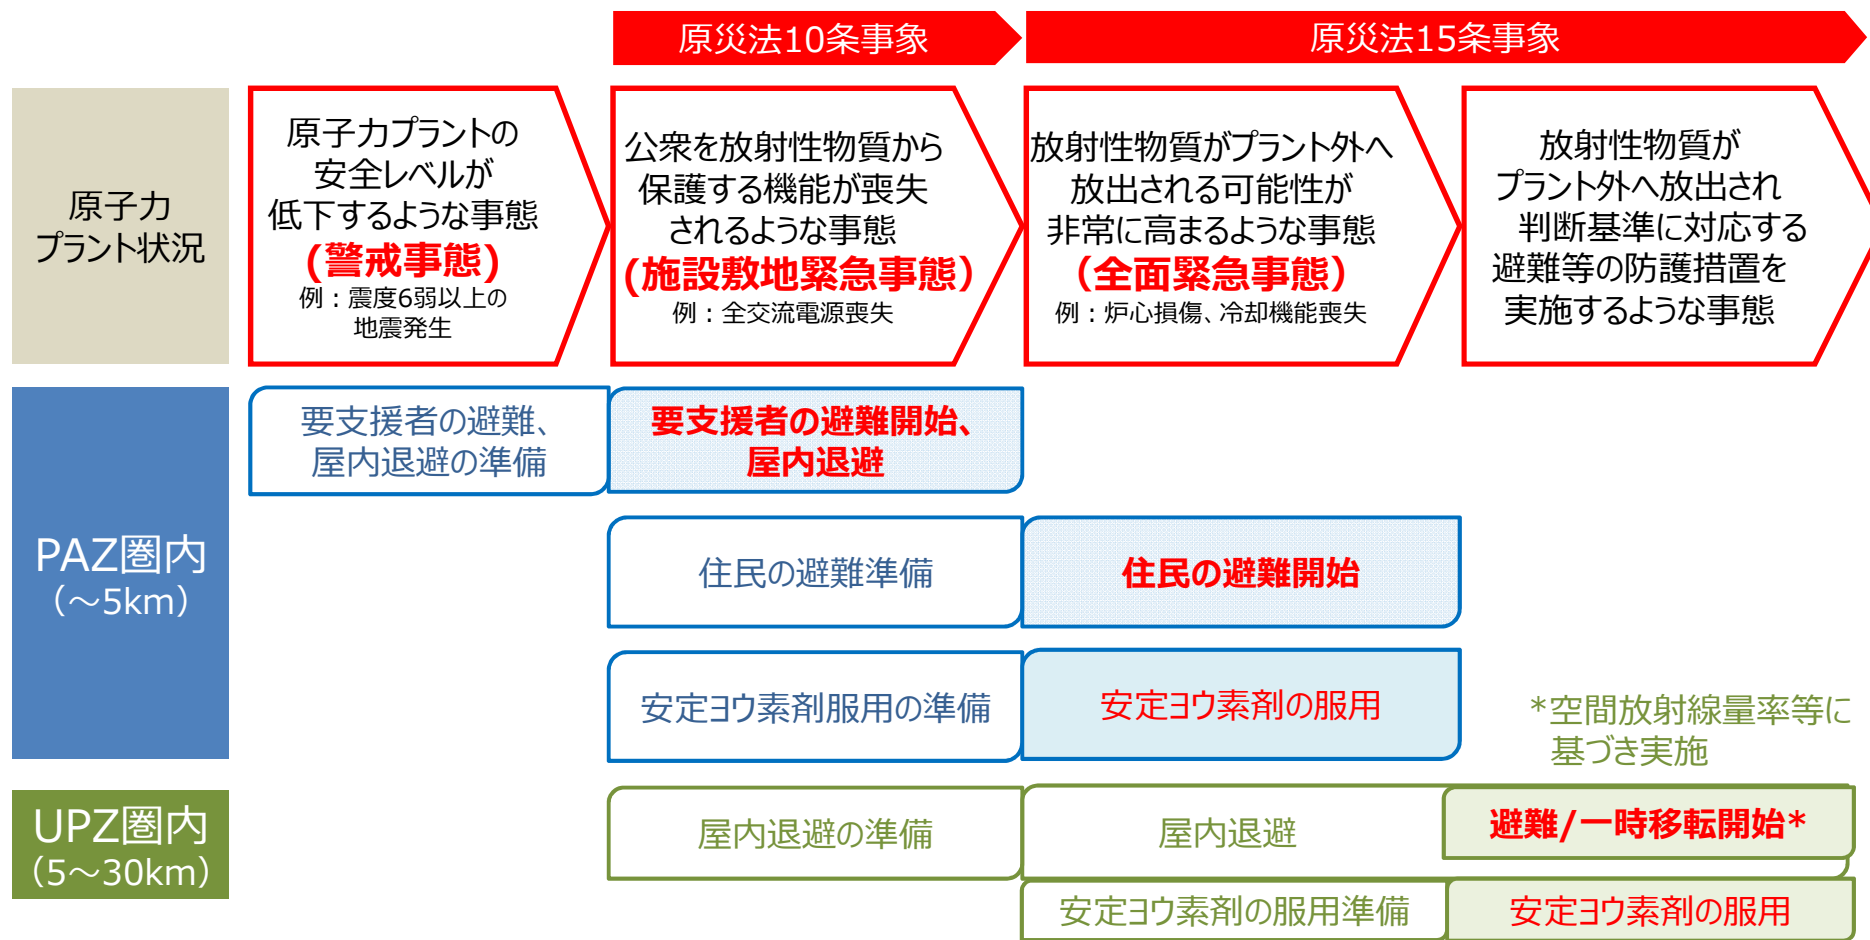 原災法10条事象
原災法15条事象
原子力
プラント状況
原子力プラントの
安全レベルが
低下するような事態
(警戒事態)
例：震度6弱以上の
地震発生
公衆を放射性物質から
保護する機能が喪失
されるような事態
(施設敷地緊急事態）
例：全交流電源喪失
放射性物質がプラント外へ
放出される可能性が
非常に高まるような事態
（全面緊急事態）
例：炉心損傷、冷却機能喪失
放射性物質が
プラント外へ放出され
判断基準に対応する
避難等の防護措置を
実施するような事態
PAZ圏内
（～5km）
要支援者の避難、
屋内退避の準備
要支援者の避難開始、
屋内退避
住民の避難準備
住民の避難開始
安定ヨウ素剤服用の準備
安定ヨウ素剤の服用
*空間放射線量率等に
基づき実施
UPZ圏内
（5～30km）
屋内退避の準備
屋内退避
避難/一時移転開始*
安定ヨウ素剤の服用準備
安定ヨウ素剤の服用